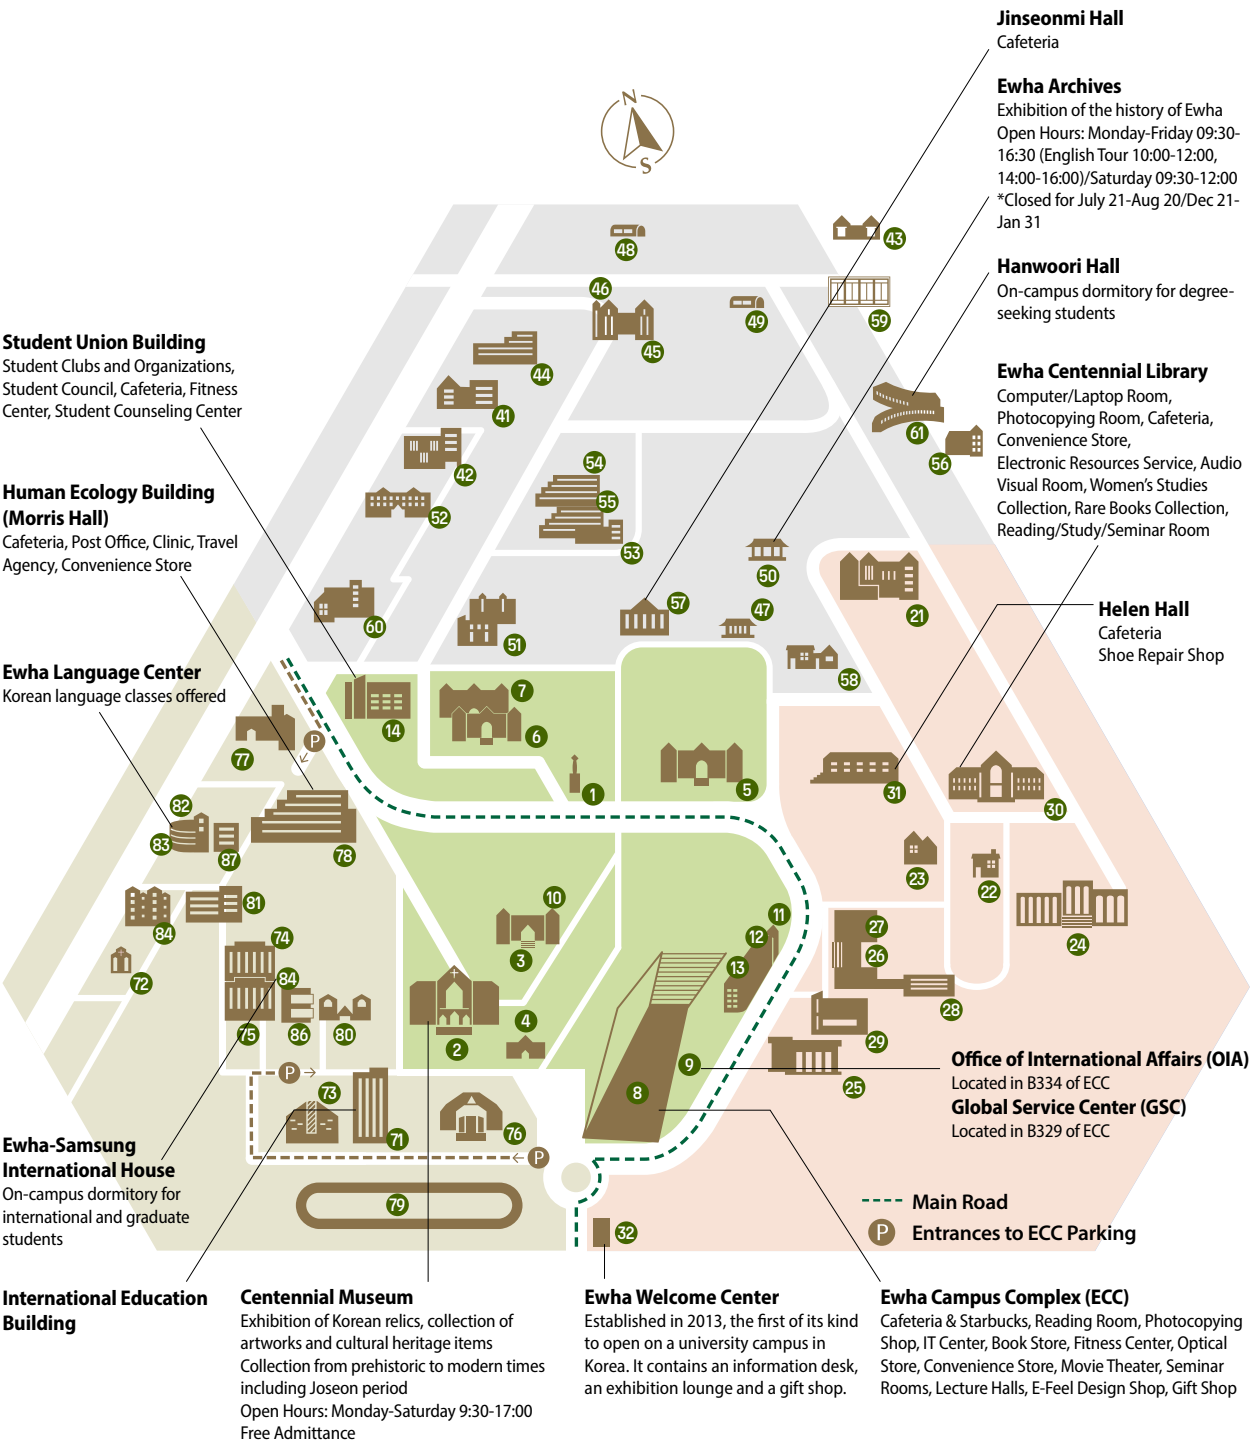 Jinseonmi Hall
Cafeteria
Ewha Archives
Exhibition of the history of Ewha
Open Hours: Monday-Friday 09:30-
16:30 (English Tour 10:00-12:00,
14:00-16:00)/Saturday 09:30-12:00
*Closed for July 21-Aug 20/Dec 21-
Jan 31
Hanwoori Hall
On-campus dormitory for degree-
seeking students
Ewha Centennial Library
Computer/Laptop Room,
Photocopying Room, Cafeteria,
Convenience Store,
Electronic Resources Service, Audio
Visual Room, Women's Studies
Collection, Rare Books Collection,
Reading/Study/Seminar Room
Helen Hall
Cafeteria
Shoe Repair Shop
Student Union Building
Student Clubs and Organizations,
Student Council, Cafeteria, Fitness
Center, Student Counseling Center
Human Ecology Building
(Morris Hall)
Cafeteria, Post Office, Clinic, Travel
Agency, Convenience Store
Ewha Language Center
Korean language classes offered
N
S
48
43
46
49
59
45
44
41
61
42
56
54
55
52
53
50
57
47
21
60
51
58
7
14
6
77
P
1
5
31
82
30
83
87
78
23
22
10
11
84
81
27
24
74
3
12
26
72
84
13
28
75
86
80
4
2
29
9
25
P
73
8
71
76
P
79
32
Office of International Affairs (OIA)
Located in B334 of ECC
Global Service Center (GSC)
Located in B329 of ECC
Main Road
P Entrances to ECC Parking
Ewha-Samsung
International House
On-campus dormitory for
international and graduate
students
International Education
Building
Centennial Museum
Exhibition of Korean relics, collection of
artworks and cultural heritage items
Collection from prehistoric to modern times
including Joseon period
Open Hours: Monday-Saturday 9:30-17:00
Free Admittance
Ewha Welcome Center
Established in 2013, the first of its kind
to open on a university campus in
Korea. It contains an information desk,
an exhibition lounge and a gift shop.
Ewha Campus Complex (ECC)
Cafeteria & Starbucks, Reading Room, Photocopying
Shop, IT Center, Book Store, Fitness Center, Optical
Store, Convenience Store, Movie Theater, Seminar
Rooms, Lecture Halls, E-Feel Design Shop, Gift Shop